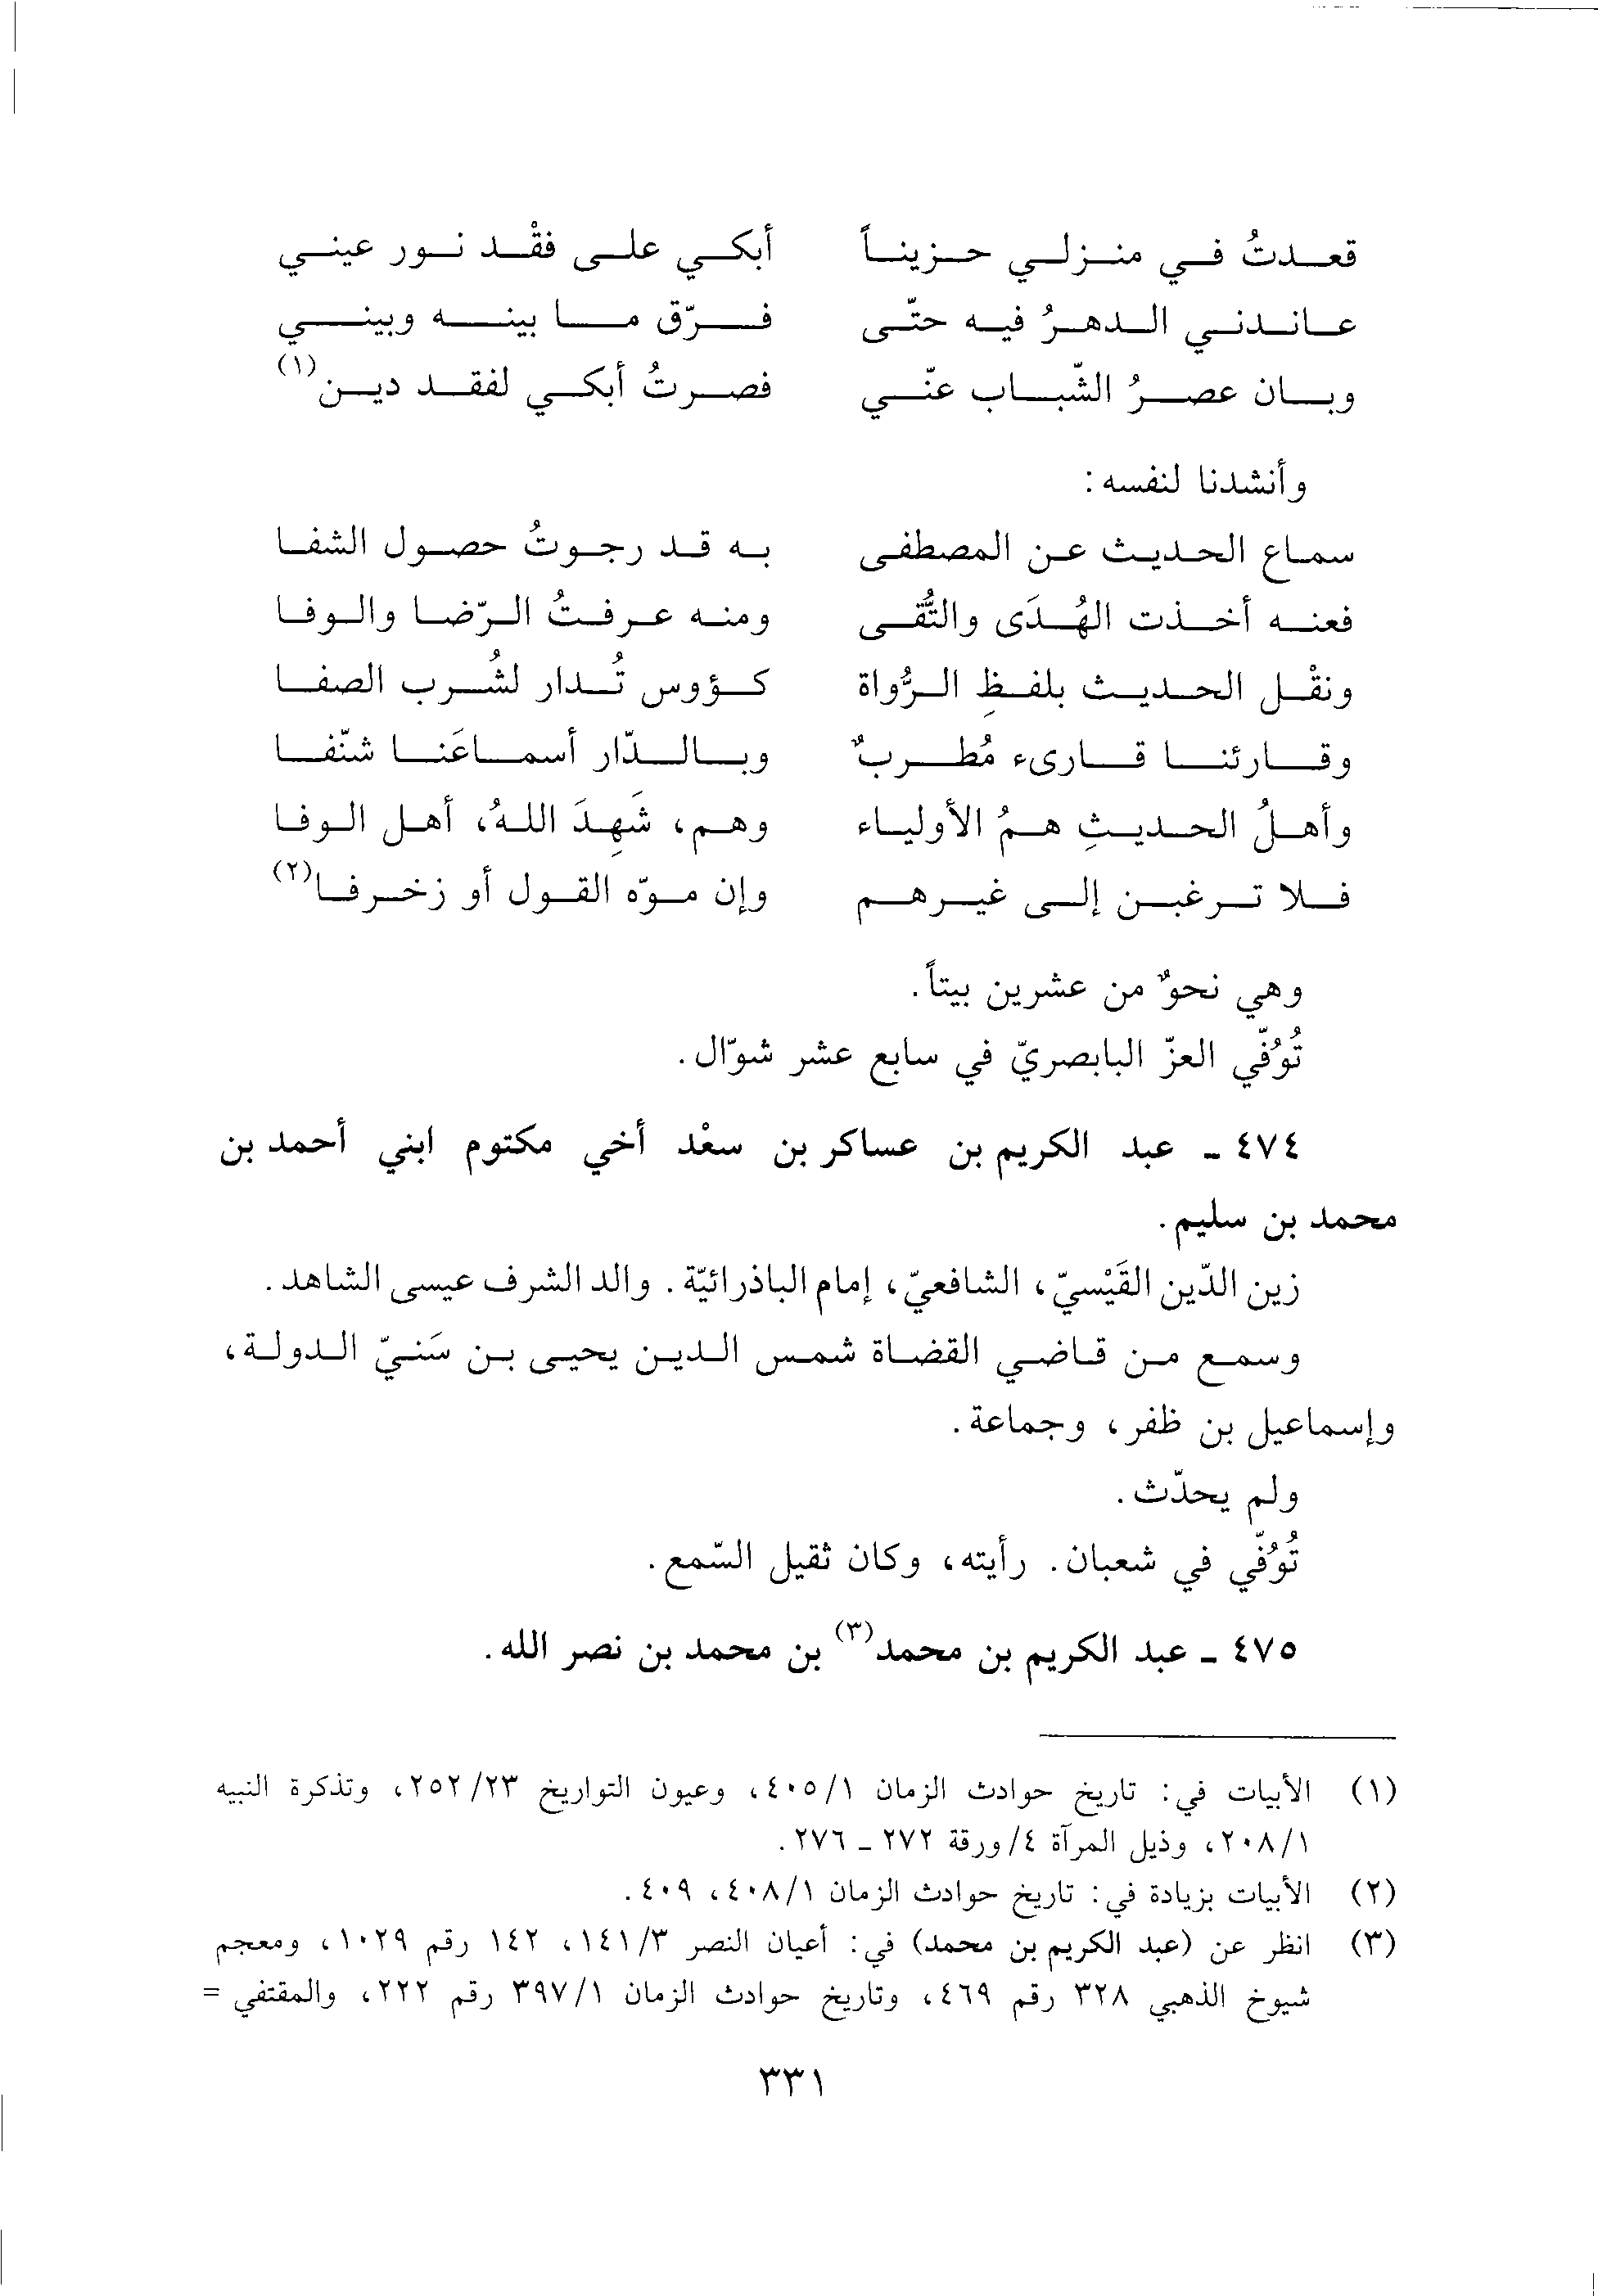 قعدتُ في منزلي حزيناً أبكي على فقْد نور عيني
عاندني الدهرُ فيه حتّى فرّق ما بينه وبيني
وبان عصرُ الشّباب عنّي فصرتُ أبكي لفقد دين(١)
وأنشدنا لنفسه:
سماع الحديث عن المصطفى به قد رجوتُ حصول الشفا
فعنه أخذت الهُدَى والتُّقى ومنه عرفتُ الرّضا والوفا
ونقْل الحديث بلفظِ الرُّواة كؤوس تُدار لشُرب الصفا
وقارئنا قارىء مُطربٌ وبالدّار أسماعَنا شنّفا
وأهلُ الحديثِ همُ الأولياء وهم، شَهِدَ اللهُ، أهل الوفا
فلا ترغبن إلى غيرهم وإن موّه القول أو زخرفا(٢)
وهي نحوٌ من عشرين بيتاً.
تُوُفّي العزّ البابصريّ في سابع عشر شوّال.
٤٧٤ ـ عبد الكريم بن عساكر بن سعْد أخي مكتوم ابني أحمد بن
محمد بن سليم.
زين الدّين القَيْسيّ، الشافعيّ، إمام الباذرائيّة. والد الشرف عيسى الشاهد.
وسمع من قاضي القضاة شمس الدين يحيى بن سَنيّ الدولة،
وإسماعيل بن ظفر، وجماعة.
ولم يحدّث.
تُوُفّي في شعبان. رأيته، وكان ثقيل السّمع.
٤٧٥ ـ عبد الكريم بن محمد(٣) بن محمد بن نصر الله.
(١) الأبيات في: تاريخ حوادث الزمان ٤٠٥/١، وعيون التواريخ ٢٥٢/٢٣، وتذكرة النبيه
٢٠٨/١، وذيل المرآة ٤/ورقة ٢٧٢ ـ ٢٧٦.
(٢) الأبيات بزيادة في: تاريخ حوادث الزمان ٤٠٨/١، ٤٠٩.
(٣) انظر عن (عبد الكريم بن محمد) في: أعيان النصر ١٤١/٣، ١٤٢ رقم ١٠٢٩، ومعجم
شيوخ الذهبي ٣٢٨ رقم ٤٦٩، وتاريخ حوادث الزمان ٣٩٧/١ رقم ٢٢٢، والمقتفي =
٣٣١